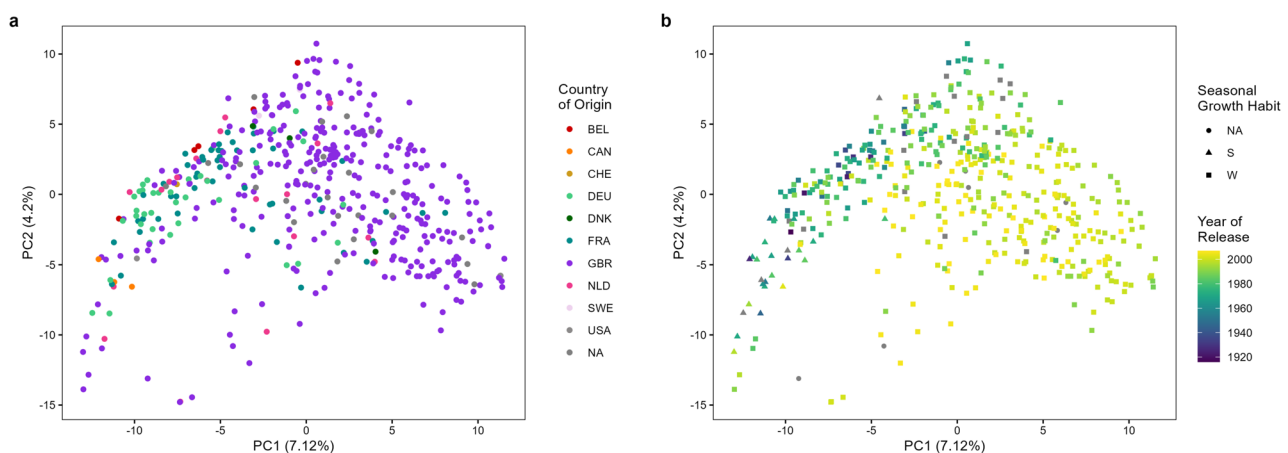 a
10
5
0
-5
-10
-15
PC2 (4.2%)
-10
-5
0
5
10
PC1 (7.12%)
Country
of Origin
BEL
CAN
CHE
DEU
DNK
FRA
GBR
NLD
SWE
USA
NA
b
10
5
0
-5
-10
-15
PC2 (4.2%)
-10
-5
0
5
10
PC1 (7.12%)
Seasonal
Growth Habit
NA
S
W
Year of
Release
2000
1980
1960
1940
1920